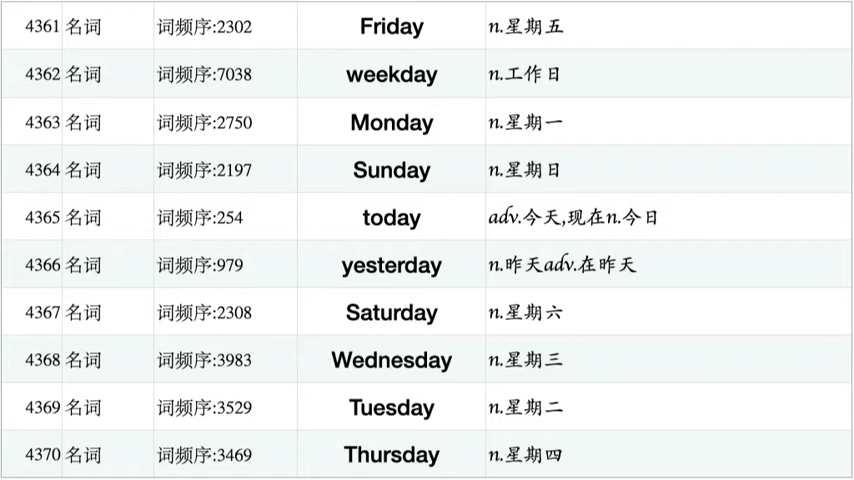 4361 名词 词频序:2302 Friday n.星期五
4362 名词 词频序:7038 weekday n.工作日
4363 名词 词频序:2750 Monday n.星期一
4364 名词 词频序:2197 Sunday n.星期日
4365 名词 词频序:254 today adv.今天,现在n.今日
4366 名词 词频序:979 yesterday n.昨天adv.在昨天
4367 名词 词频序:2308 Saturday n.星期六
4368 名词 词频序:3983 Wednesday n.星期三
4369 名词 词频序:3529 Tuesday n.星期二
4370 名词 词频序:3469 Thursday n.星期四